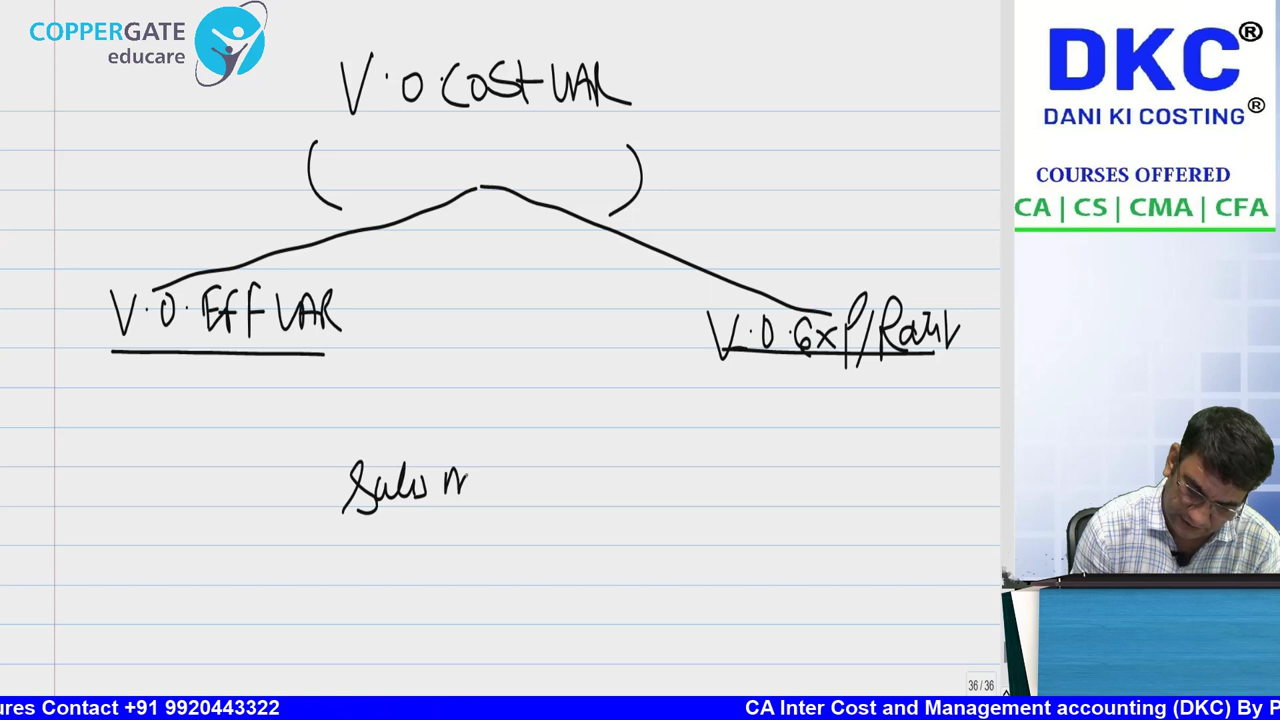 COPPERGATE
educare
V.O.COST VAR
V.O. Eff VAR
V.O. Exp/Rate V
Sales
DKC®
DANI KI COSTING®
COURSES OFFERED
CA | CS | CMA | CFA
36/36
ures Contact +91 9920443322
CA Inter Cost and Management accounting (DKC) By P